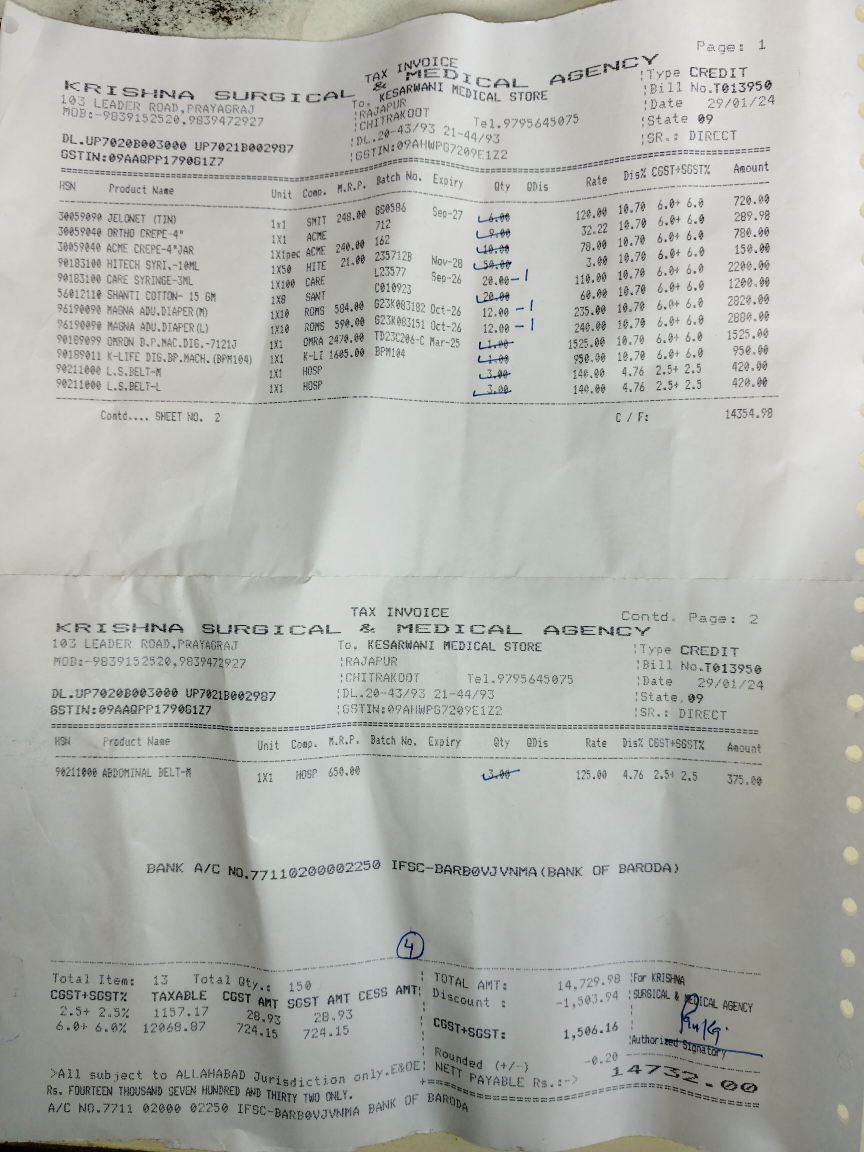 Page: 1
TAX INVOICE
KRISHNA SURGICAL & MEDICAL AGENCY
103 LEADER ROAD,PRAYAGRAJ To, KESARWANI MEDICAL STORE Type CREDIT
MOB:-9839152520,9839472927 RAJAPUR Bill No.T013950
CHITRAKOOT Tel.9795645075 Date 29/01/24
DL.UP7020B003000 UP7021B002987 DL.20-43/93 21-44/93 State 09
GSTIN:09AAQPP1790G1Z7 GSTIN:09AHWPG7209E1Z2 SR.: DIRECT
HSN Product Name Unit Comp. M.R.P. Batch No. Expiry Qty QDis Rate Dis% CGST+SGST% Amount
30059090 JELONET (TIN) 1x1 SMIT 248.00 GS0586 Sep-27 6.00 120.00 10.70 6.0+ 6.0 720.00
30059040 ORTHO CREPE-4" 1X1 ACME 712 9.00 32.22 10.70 6.0+ 6.0 289.98
30059040 ACME CREPE-4"JAR 1X1pec ACME 240.00 162 10.00 78.00 10.70 6.0+ 6.0 780.00
90183100 HITECH SYRI.-10ML 1X50 HITE 21.00 235712B Nov-28 50.00 3.00 10.70 6.0+ 6.0 150.00
90183100 CARE SYRINGE-3ML 1X100 CARE L23577 Sep-26 20.00 -1 110.00 10.70 6.0+ 6.0 2200.00
56012110 SHANTI COTTON- 15 GM 1X8 SANT C010923 20.00 60.00 10.70 6.0+ 6.0 1200.00
96190090 MAGNA ADU.DIAPER(M) 1X10 ROMS 584.00 G23K083182 Oct-26 12.00 -1 235.00 10.70 6.0+ 6.0 2820.00
96190090 MAGNA ADU.DIAPER(L) 1X10 ROMS 590.00 G23K083151 Oct-26 12.00 -1 240.00 10.70 6.0+ 6.0 2880.00
90189099 OMRON B.P.MAC.DIG.-7121J 1X1 OMRA 2470.00 TD23C206-C Mar-25 1.00 1525.00 10.70 6.0+ 6.0 1525.00
90189011 K-LIFE DIG.BP.MACH.(BPM104) 1X1 K-LI 1605.00 BPM104 1.00 950.00 10.70 6.0+ 6.0 950.00
90211000 L.S.BELT-M 1X1 HOSP 3.00 140.00 4.76 2.5+ 2.5 420.00
90211000 L.S.BELT-L 1X1 HOSP 3.00 140.00 4.76 2.5+ 2.5 420.00
Contd.... SHEET NO. 2 C / F: 14354.98
TAX INVOICE Contd. Page: 2
KRISHNA SURGICAL & MEDICAL AGENCY
103 LEADER ROAD,PRAYAGRAJ To, KESARWANI MEDICAL STORE Type CREDIT
MOB:-9839152520,9839472927 RAJAPUR Bill No.T013950
CHITRAKOOT Tel.9795645075 Date 29/01/24
DL.UP7020B003000 UP7021B002987 DL.20-43/93 21-44/93 State 09
GSTIN:09AAQPP1790G1Z7 GSTIN:09AHWPG7209E1Z2 SR.: DIRECT
HSN Product Name Unit Comp. M.R.P. Batch No. Expiry Qty QDis Rate Dis% CGST+SGST% Amount
90211000 ABDOMINAL BELT-M 1X1 HOSP 650.00 3.00 125.00 4.76 2.5+ 2.5 375.00
BANK A/C NO.77110200002250 IFSC-BARB0VJVNMA(BANK OF BARODA)
4
Total Item: 13 Total Qty.: 150 TOTAL AMT: 14,729.98 For KRISHNA
CGST+SGST% TAXABLE CGST AMT SGST AMT CESS AMT Discount : -1,503.94 SURGICAL & MEDICAL AGENCY
2.5+ 2.5% 1157.17 28.93 28.93
6.0+ 6.0% 12068.87 724.15 724.15 CGST+SGST: 1,506.16
Authorized Signatory
Rounded (+/-) -0.20
>All subject to ALLAHABAD Jurisdiction only.E&OE NETT PAYABLE Rs.:-> 14732.00
Rs. FOURTEEN THOUSAND SEVEN HUNDRED AND THIRTY TWO ONLY.
A/C NO.7711 02000 02250 IFSC-BARB0VJVNMA BANK OF BARODA